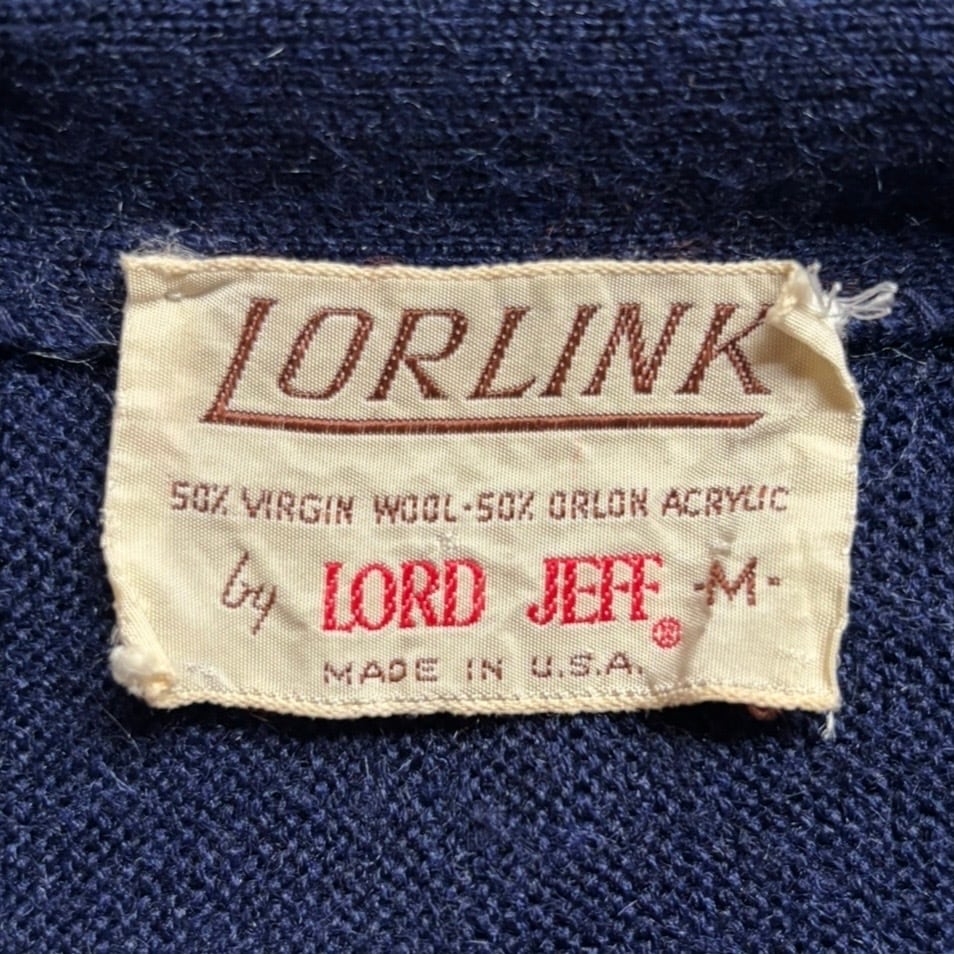 LORLINK
50% VIRGIN WOOL-50% ORLON ACRYLIC
by LORD JEFF ® -M-
MADE IN U.S.A.